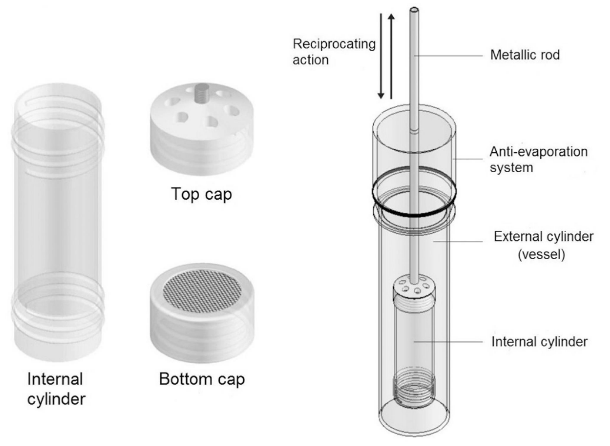 Reciprocating
action
Metallic rod
Top cap
Anti-evaporation
system
External cylinder
(vessel)
Internal cylinder
Internal
cylinder
Bottom cap